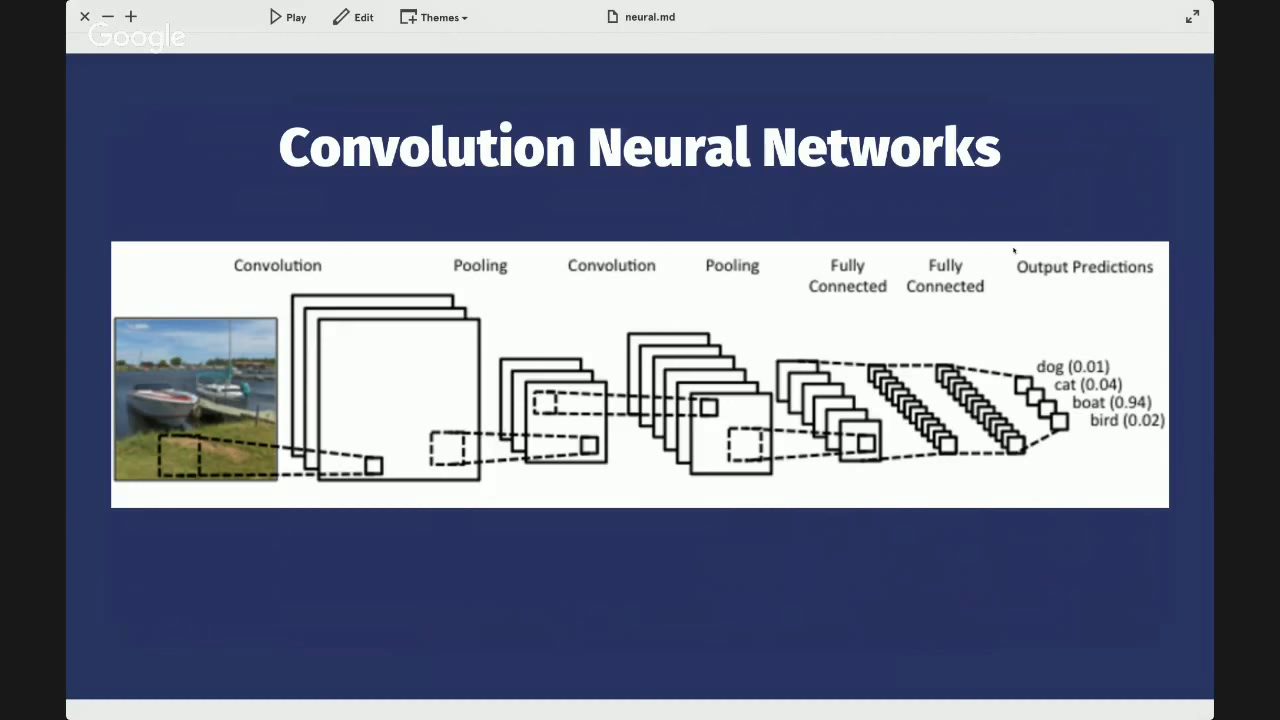 Play
Edit
Themes
neural.md
Google
Convolution Neural Networks
Convolution
Pooling
Convolution
Pooling
Fully
Connected
Fully
Connected
Output Predictions
dog (0.01)
cat (0.04)
boat (0.94)
bird (0.02)